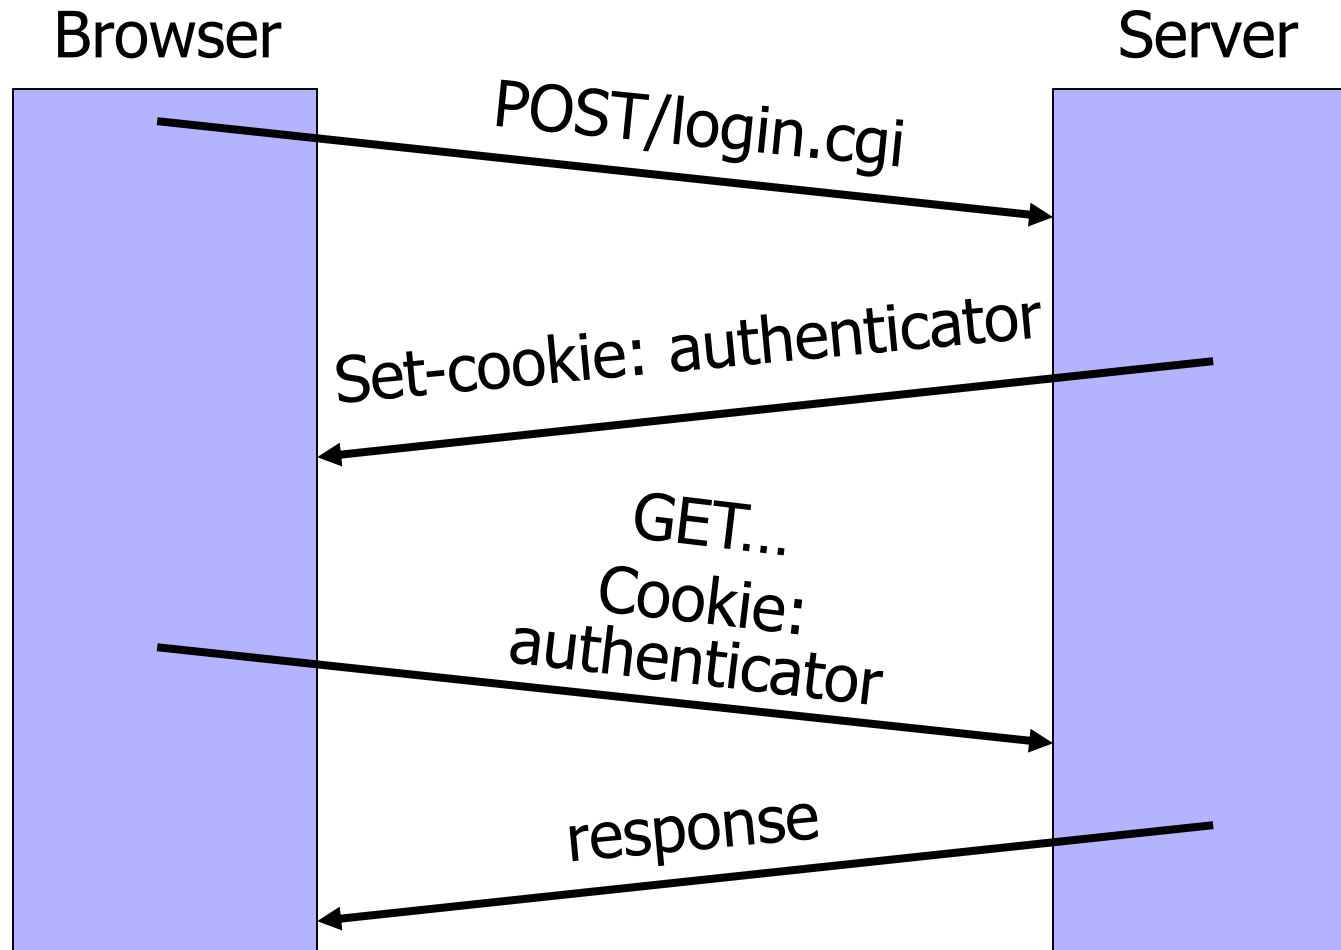 Browser
Server
POST/login.cgi
Set-cookie: authenticator
GET...
Cookie:
authenticator
response